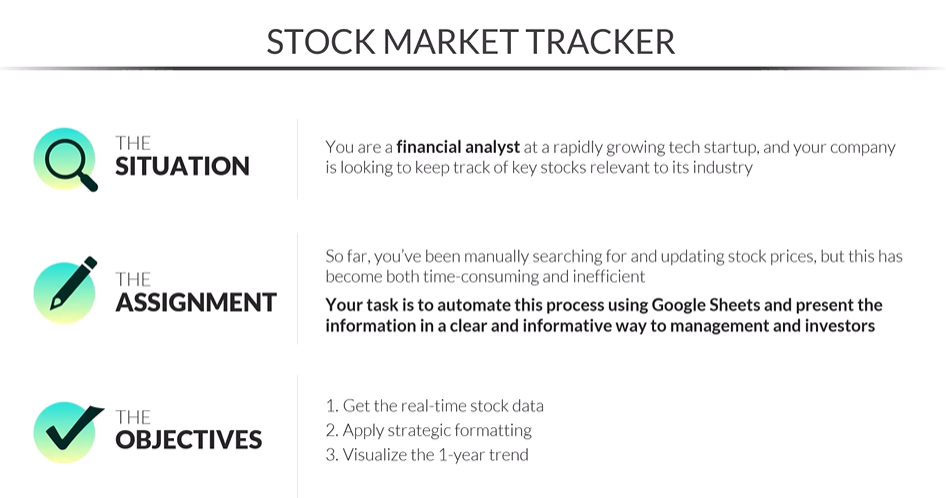 STOCK MARKET TRACKER
THE
SITUATION
You are a financial analyst at a rapidly growing tech startup, and your company
is looking to keep track of key stocks relevant to its industry
THE
ASSIGNMENT
So far, you've been manually searching for and updating stock prices, but this has
become both time-consuming and inefficient
Your task is to automate this process using Google Sheets and present the
information in a clear and informative way to management and investors
THE
OBJECTIVES
1. Get the real-time stock data
2. Apply strategic formatting
3. Visualize the 1-year trend